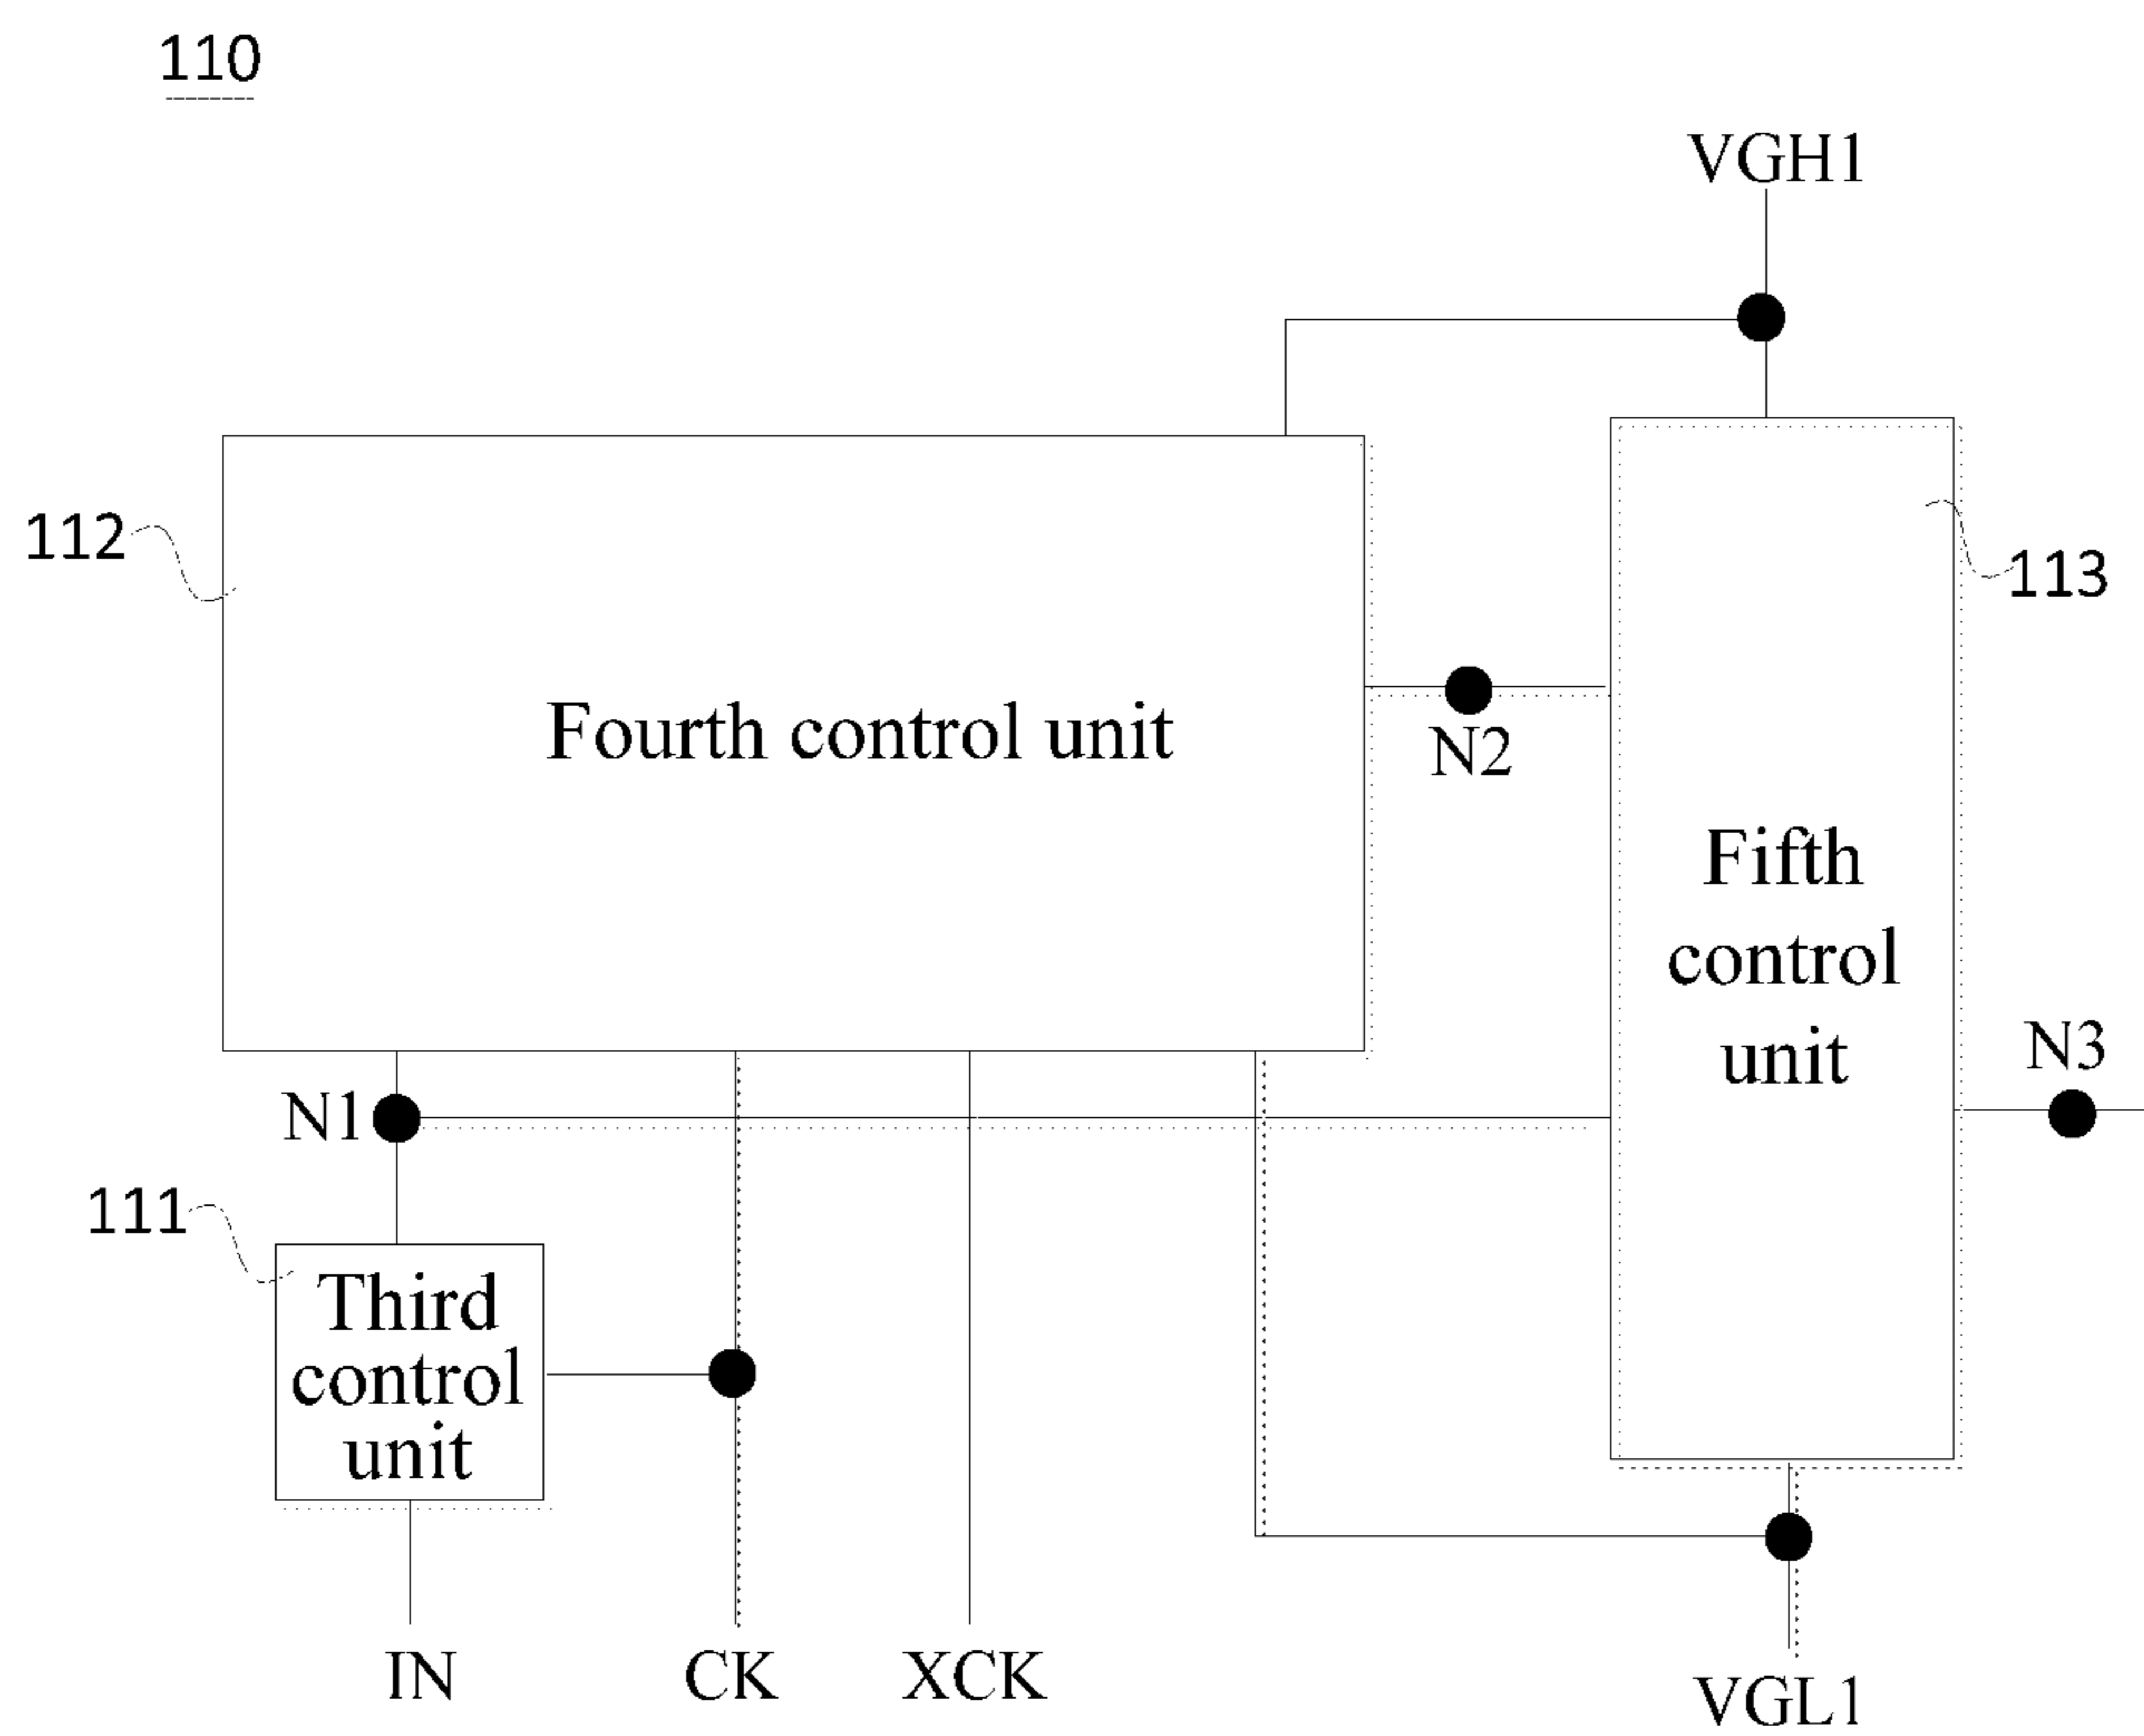 110
VGH1
112
113
Fourth control unit
N2
Fifth
control
unit
N3
N1
111
Third
control
unit
IN
CK
XCK
VGL1